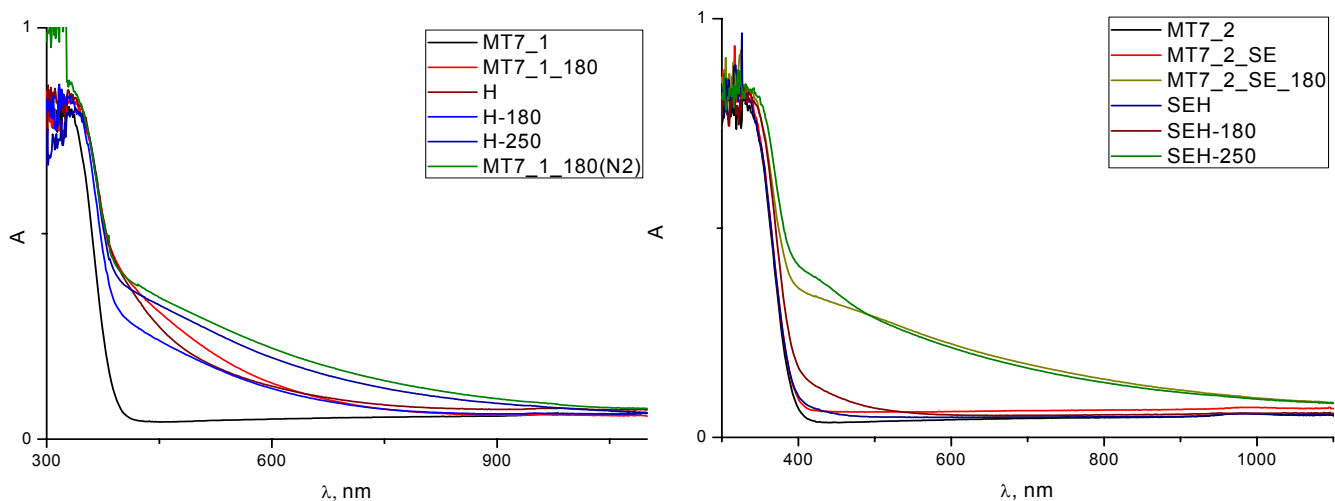 1
A
0
300
600
900
λ, nm
MT7_1
MT7_1_180
H
H-180
H-250
MT7_1_180(N2)
1
A
0
400
600
800
1000
λ, nm
MT7_2
MT7_2_SE
MT7_2_SE_180
SEH
SEH-180
SEH-250